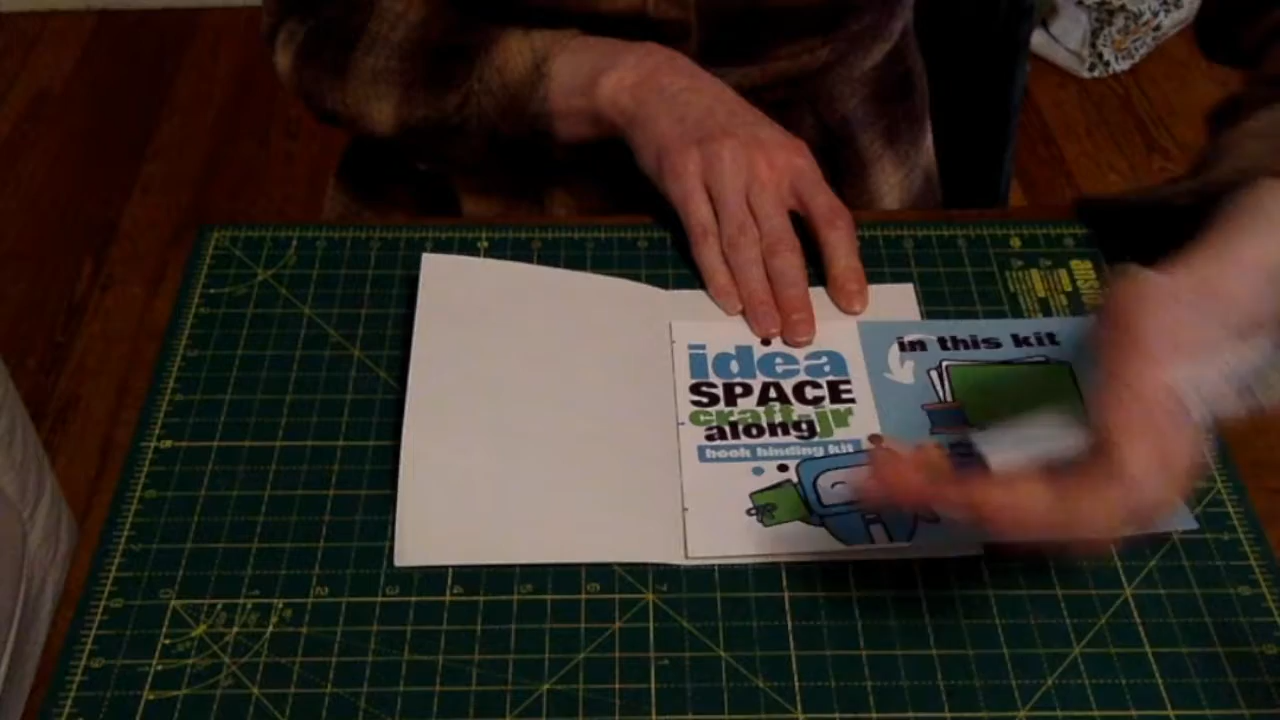 idea
SPACE
craft-jr
along
book binding kit
in this kit